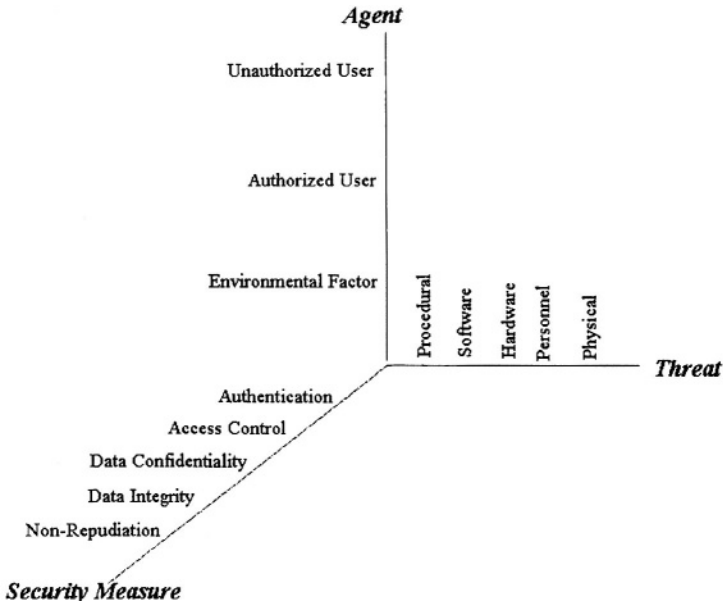 Agent
Unauthorized User
Authorized User
Environmental Factor
Procedural
Software
Hardware
Personnel
Physical
Threat
Authentication
Access Control
Data Confidentiality
Data Integrity
Non-Repudiation
Security Measure